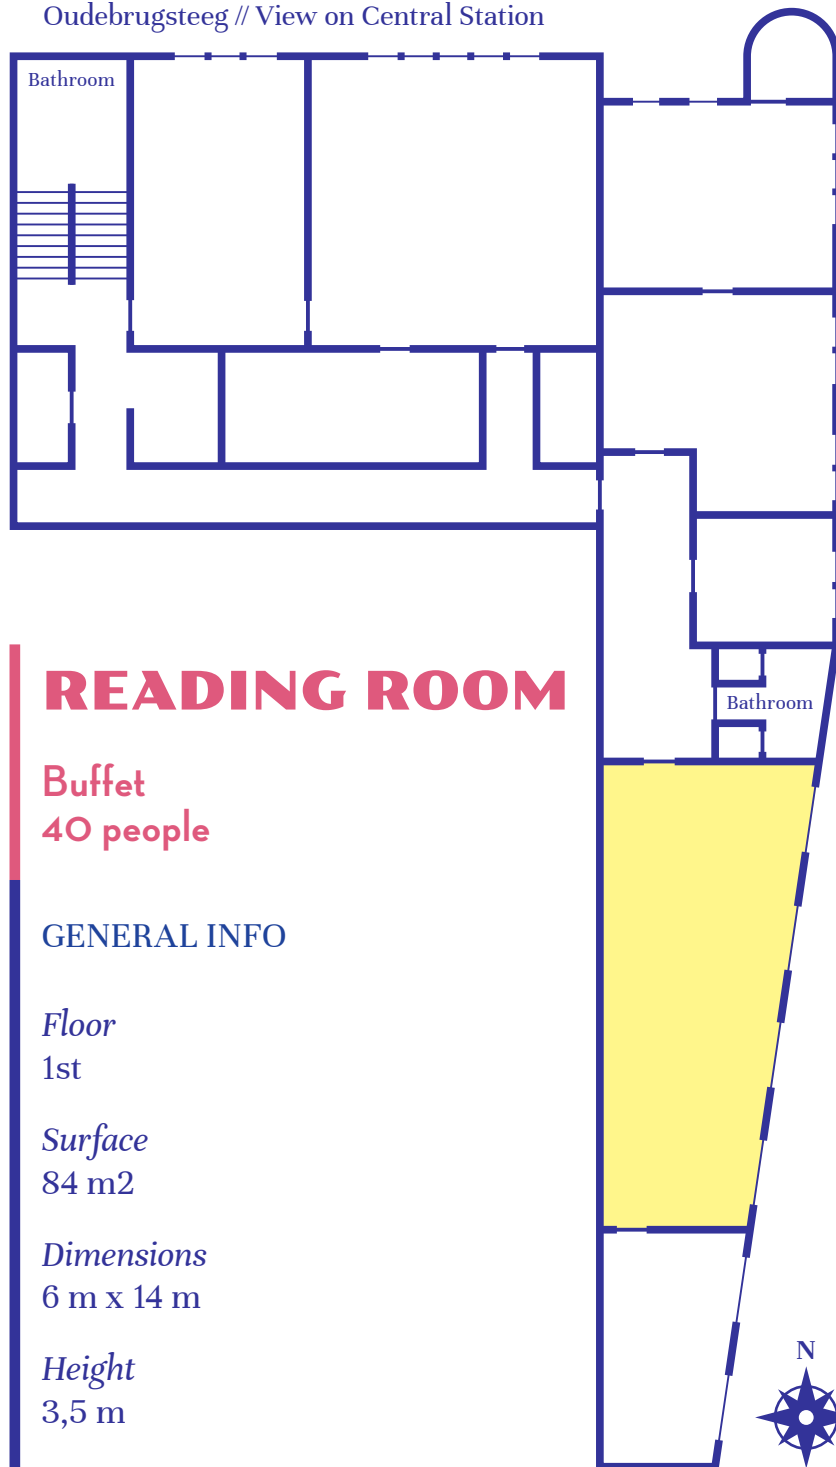 Oudebrugsteeg // View on Central Station
Bathroom
READING ROOM
Bathroom
Buffet
40 people
GENERAL INFO
Floor
1st
Surface
84 m2
Dimensions
6 m x 14 m
Height
3,5 m
N